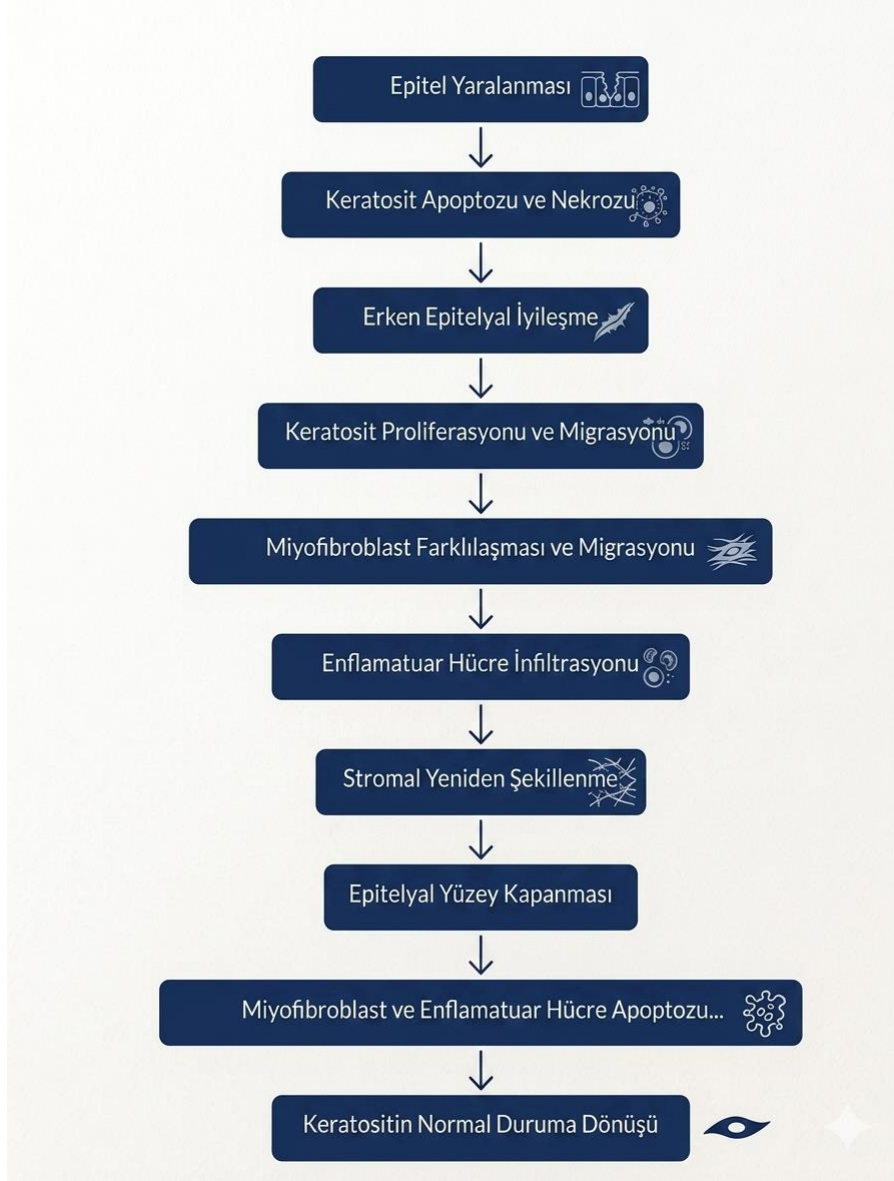 Epitel Yaralanması
Keratosit Apoptozu ve Nekrozu
Erken Epitelyal İyileşme
Keratosit Proliferasyonu ve Migrasyonu
Miyofibroblast Farklılaşması ve Migrasyonu
Enflamatuar Hücre İnfiltrasyonu
Stromal Yeniden Şekillenme
Epitelyal Yüzey Kapanması
Miyofibroblast ve Enflamatuar Hücre Apoptozu...
Keratositin Normal Duruma Dönüşü